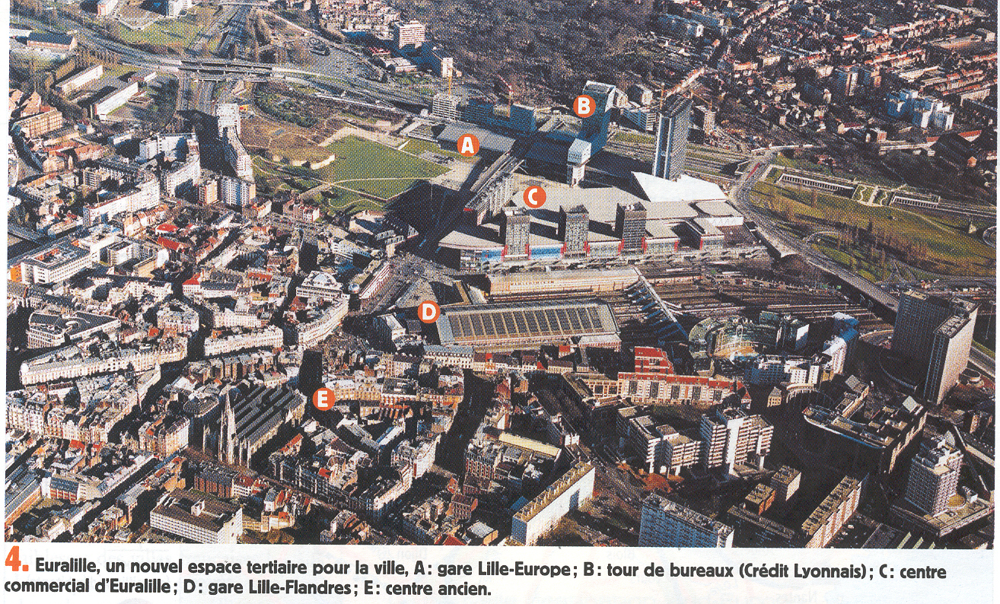 B
A
C
D
E
4. Euralille, un nouvel espace tertiaire pour la ville, A : gare Lille-Europe ; B : tour de bureaux (Crédit Lyonnais) ; C : centre
commercial d'Euralille ; D : gare Lille-Flandres ; E : centre ancien.